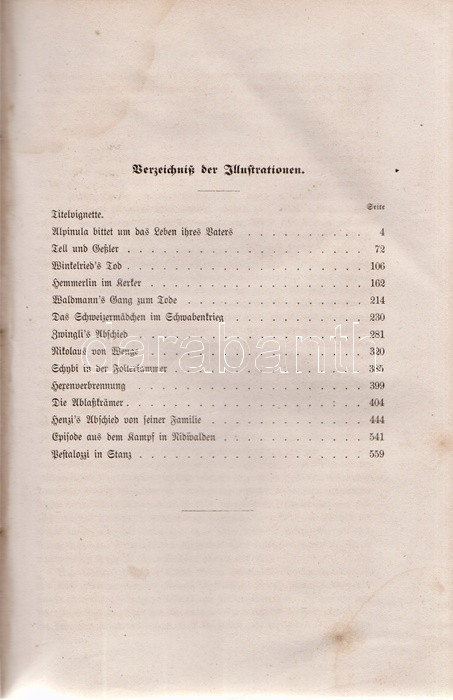 Verzeichniß der Illustrationen.
Seite
Titelvignette.
Alpinula bittet um das Leben ihres Vaters . . . . . . . . . . . 4
Tell und Geßler . . . . . . . . . . . . . . . . . . . 72
Winkelried's Tod . . . . . . . . . . . . . . . . . . . 106
Hemmerlin im Kerker . . . . . . . . . . . . . . . . . . 162
Waldmann's Gang zum Tode . . . . . . . . . . . . . . . 214
Das Schweizermädchen im Schwabenkrieg . . . . . . . . . . . . 230
Zwingli's Abschied . . . . . . . . . . . . . . . . . . . 281
Nikolaus von Wenge . . . . . . . . . . . . . . . . . . 320
Schybi in der Folterkammer . . . . . . . . . . . . . . . . 385
Hexenverbrennung . . . . . . . . . . . . . . . . . . . 399
Die Ablaßkrämer . . . . . . . . . . . . . . . . . . . 404
Henzi's Abschied von seiner Familie . . . . . . . . . . . . . 444
Episode aus dem Kampf in Nidwalden . . . . . . . . . . . . 541
Pestalozzi in Stanz . . . . . . . . . . . . . . . . . . 559
darabanth